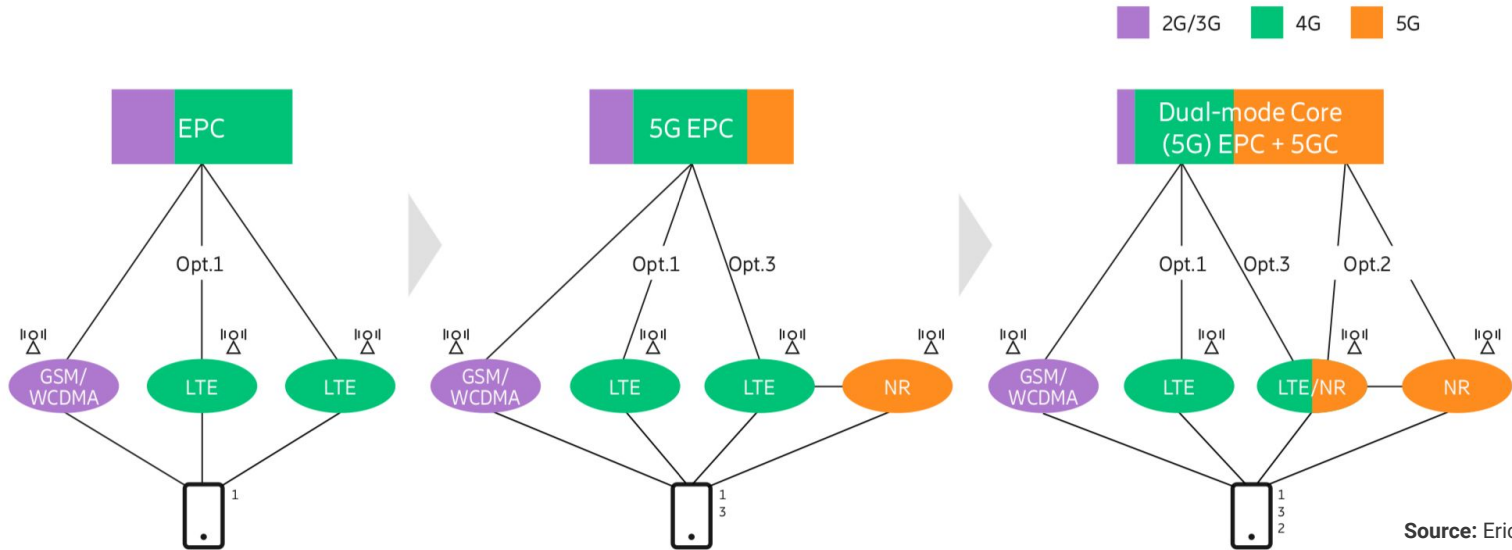 2G/3G 4G 5G
EPC
5G EPC
Dual-mode Core
(5G) EPC + 5GC
Opt.1
Opt.1 Opt.3
Opt.1 Opt.3 Opt.2
GSM/
WCDMA
LTE
LTE
GSM/
WCDMA
LTE
LTE
NR
GSM/
WCDMA
LTE
LTE/NR
NR
1
1
3
1
3
2
Source: Eric